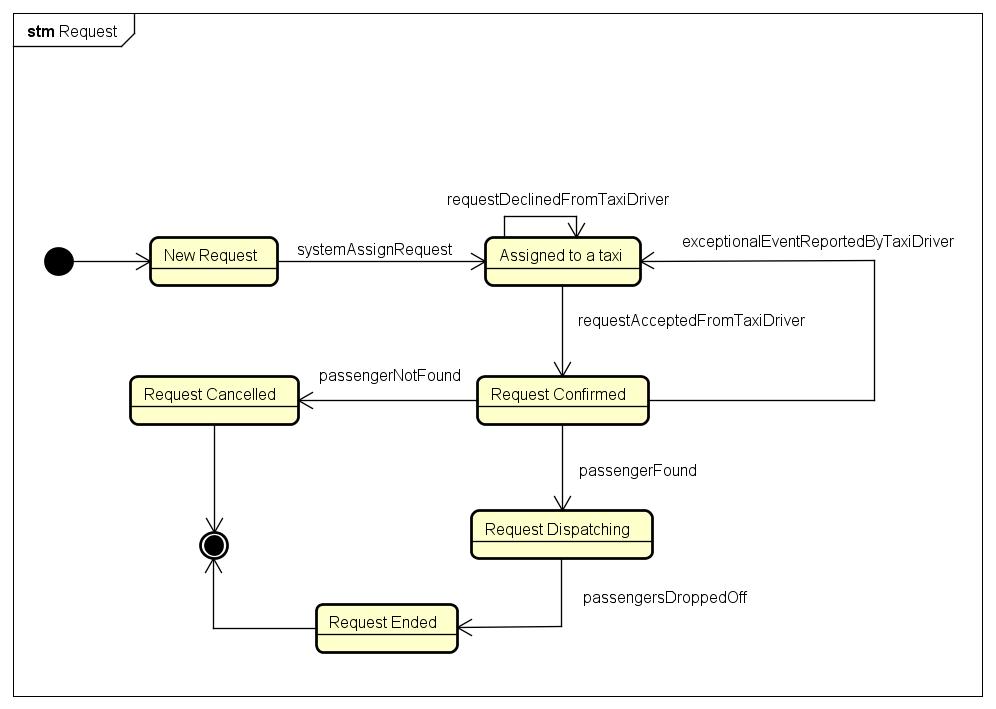 stm Request
requestDeclinedFromTaxiDriver
exceptionalEventReportedByTaxiDriver
New Request
systemAssignRequest
Assigned to a taxi
requestAcceptedFromTaxiDriver
passengerNotFound
Request Cancelled
Request Confirmed
passengerFound
Request Dispatching
passengersDroppedOff
Request Ended